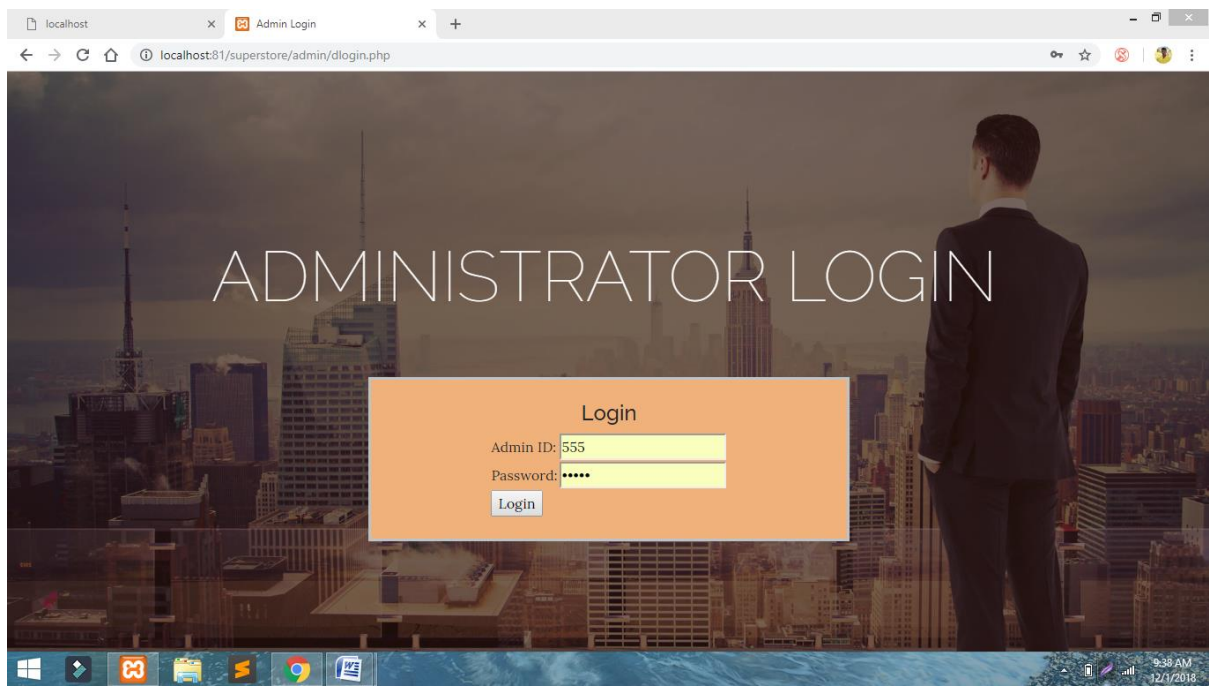 localhost
Admin Login
localhost:81/superstore/admin/dlogin.php
ADMINISTRATOR LOGIN
Login
Admin ID: 555
Password: •••••
Login
9:38 AM
12/1/2018